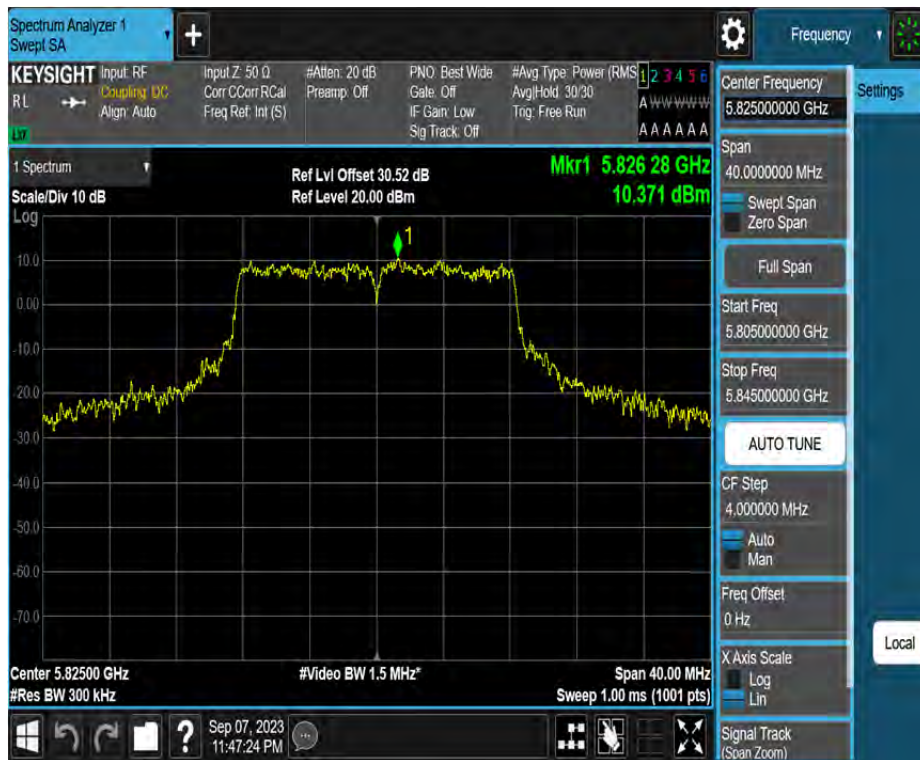 Spectrum Analyzer 1
Swept SA
+
Frequency
KEYSIGHT
RL
LXI
Input: RF
Coupling: DC
Align: Auto
Input Z: 50 Ω
Corr CCorr RCal
Freq Ref: Int (S)
#Atten: 20 dB
Preamp: Off
PNO: Best Wide
Gate: Off
IF Gain: Low
Sig Track: Off
#Avg Type: Power (RMS
Avg|Hold: 30/30
Trig: Free Run
1 2 3 4 5 6
A W W W W W
A A A A A A
1 Spectrum
Scale/Div 10 dB
Log
Ref Lvl Offset 30.52 dB
Ref Level 20.00 dBm
Mkr1 5.826 28 GHz
10.371 dBm
1
10.0
0.00
-10.0
-20.0
-30.0
-40.0
-50.0
-60.0
-70.0
Center 5.82500 GHz
#Res BW 300 kHz
#Video BW 1.5 MHz*
Span 40.00 MHz
Sweep 1.00 ms (1001 pts)
?
Sep 07, 2023
11:47:24 PM
Center Frequency
5.825000000 GHz
Settings
Span
40.0000000 MHz
Swept Span
Zero Span
Full Span
Start Freq
5.805000000 GHz
Stop Freq
5.845000000 GHz
AUTO TUNE
CF Step
4.000000 MHz
Auto
Man
Freq Offset
0 Hz
X Axis Scale
Log
Lin
Local
Signal Track
(Span Zoom)